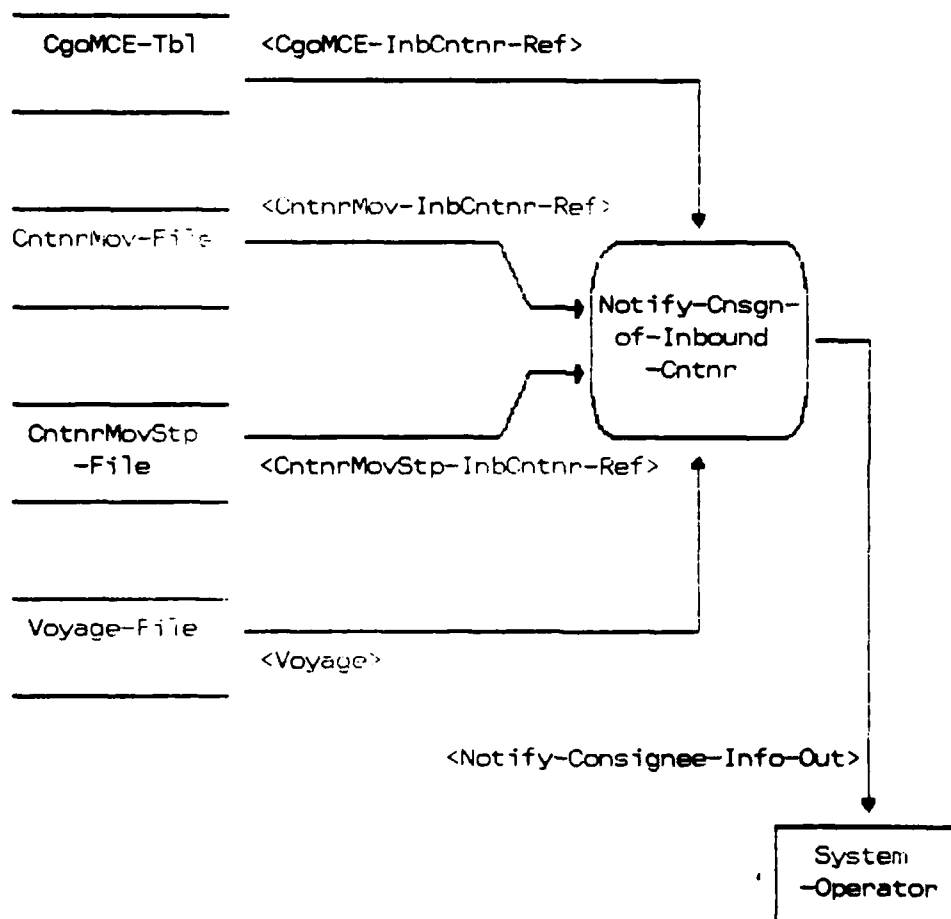 CgoMCE-Tbl
<CgoMCE-InbCntnr-Ref>
<CntnrMov-InbCntnr-Ref>
CntnrMov-File
Notify-Cnsgn-
of-Inbound
-Cntnr
CntnrMovStp
-File
<CntnrMovStp-InbCntnr-Ref>
Voyage-File
<Voyage>
<Notify-Consignee-Info-Out>
System
-Operator